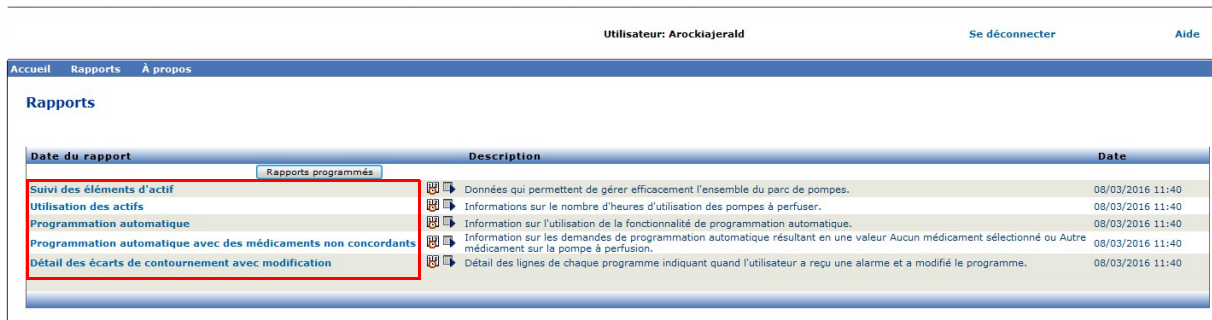 Utilisateur: Arockiajerald Se déconnecter Aide
Accueil Rapports À propos
Rapports
Date du rapport Description Date
Rapports programmés
Suivi des éléments d'actif Données qui permettent de gérer efficacement l'ensemble du parc de pompes. 08/03/2016 11:40
Utilisation des actifs Informations sur le nombre d'heures d'utilisation des pompes à perfuser. 08/03/2016 11:40
Programmation automatique Information sur l'utilisation de la fonctionnalité de programmation automatique. 08/03/2016 11:40
Programmation automatique avec des médicaments non concordants Information sur les demandes de programmation automatique résultant en une valeur Aucun médicament sélectionné ou Autre 08/03/2016 11:40
médicament sur la pompe à perfusion.
Détail des écarts de contournement avec modification Détail des lignes de chaque programme indiquant quand l'utilisateur a reçu une alarme et a modifié le programme. 08/03/2016 11:40